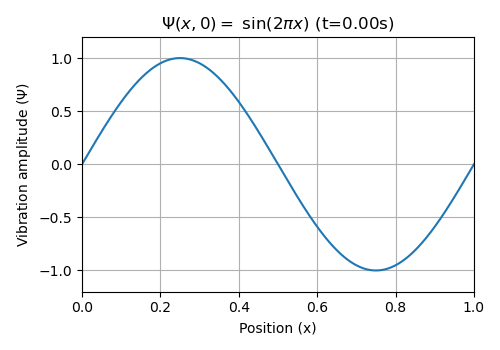 Ψ(x, 0) = sin(2πx) (t=0.00s)
Vibration amplitude (Ψ)
1.0
0.5
0.0
−0.5
−1.0
0.0 0.2 0.4 0.6 0.8 1.0
Position (x)